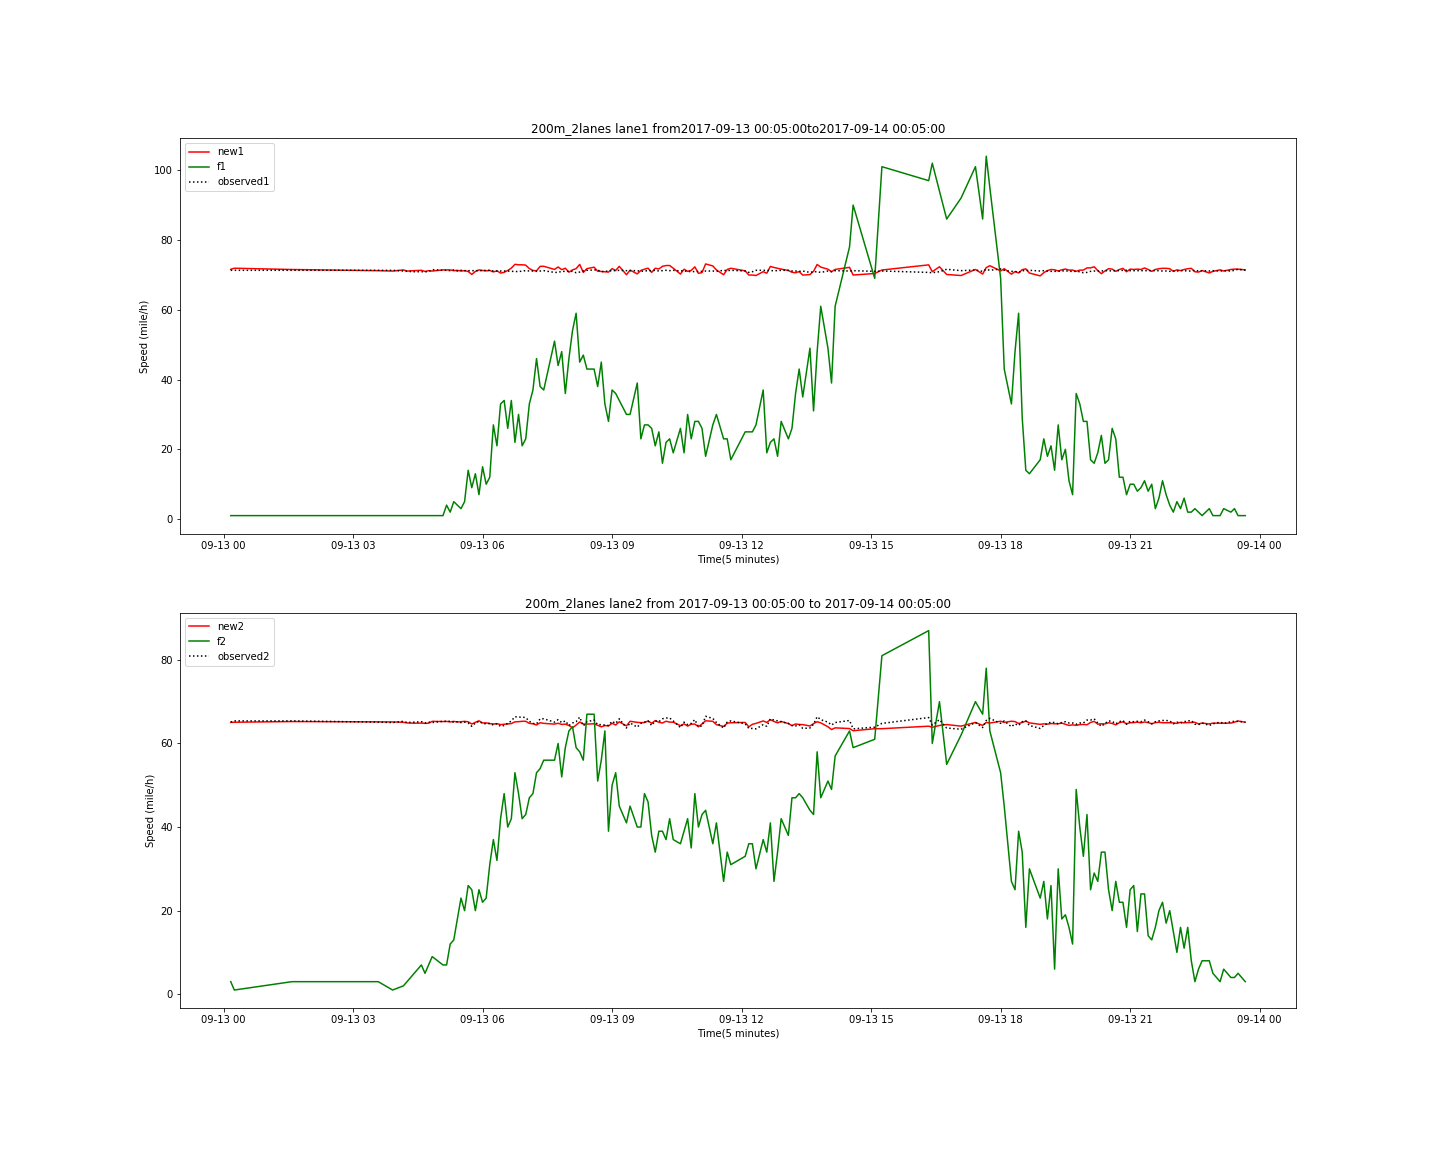 200m_2lanes lane1 from2017-09-13 00:05:00to2017-09-14 00:05:00
new1
f1
observed1
100
80
60
40
20
0
Speed (mile/h)
09-13 00 09-13 03 09-13 06 09-13 09 09-13 12 09-13 15 09-13 18 09-13 21 09-14 00
Time(5 minutes)
200m_2lanes lane2 from 2017-09-13 00:05:00 to 2017-09-14 00:05:00
new2
f2
observed2
80
60
40
20
0
Speed (mile/h)
09-13 00 09-13 03 09-13 06 09-13 09 09-13 12 09-13 15 09-13 18 09-13 21 09-14 00
Time(5 minutes)